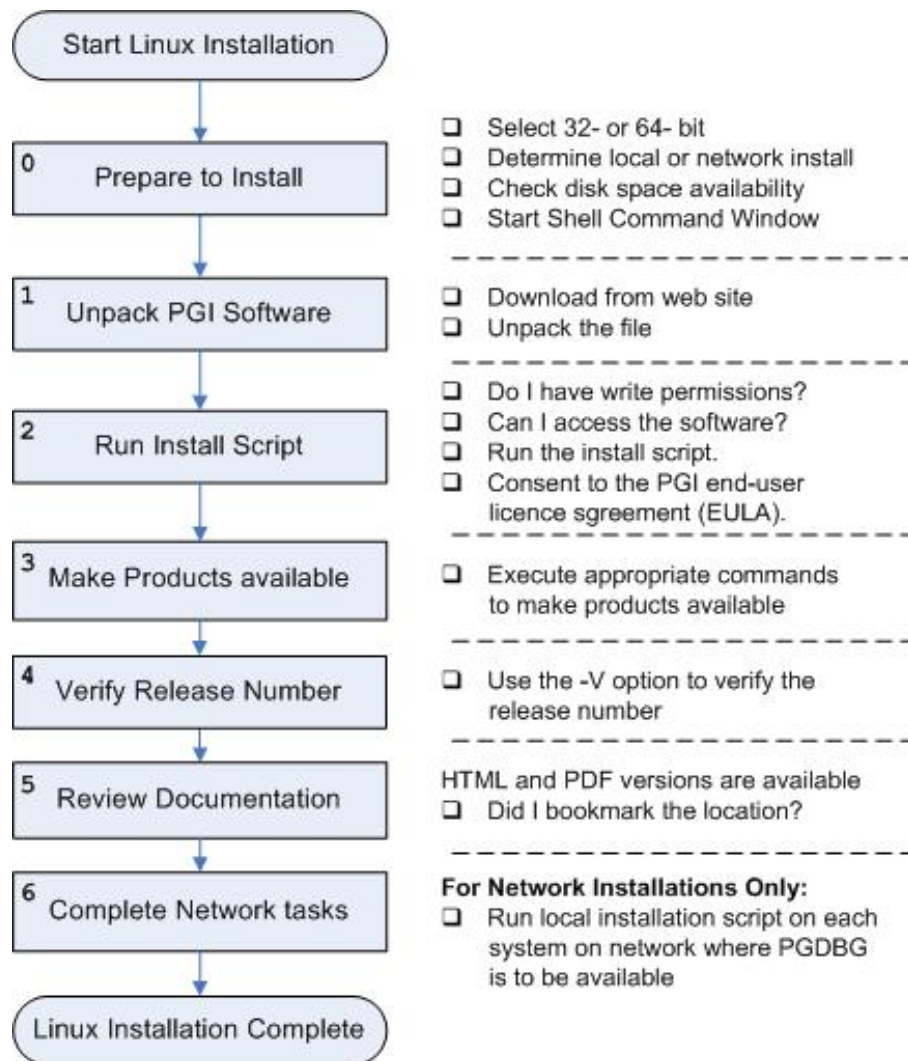 Start Linux Installation
0
Prepare to Install
❑ Select 32- or 64- bit
❑ Determine local or network install
❑ Check disk space availability
❑ Start Shell Command Window
1
Unpack PGI Software
❑ Download from web site
❑ Unpack the file
2
Run Install Script
❑ Do I have write permissions?
❑ Can I access the software?
❑ Run the install script.
❑ Consent to the PGI end-user
licence sgreement (EULA).
3
Make Products available
❑ Execute appropriate commands
to make products available
4
Verify Release Number
❑ Use the -V option to verify the
release number
5
Review Documentation
HTML and PDF versions are available
❑ Did I bookmark the location?
6
Complete Network tasks
For Network Installations Only:
❑ Run local installation script on each
system on network where PGDBG
is to be available
Linux Installation Complete